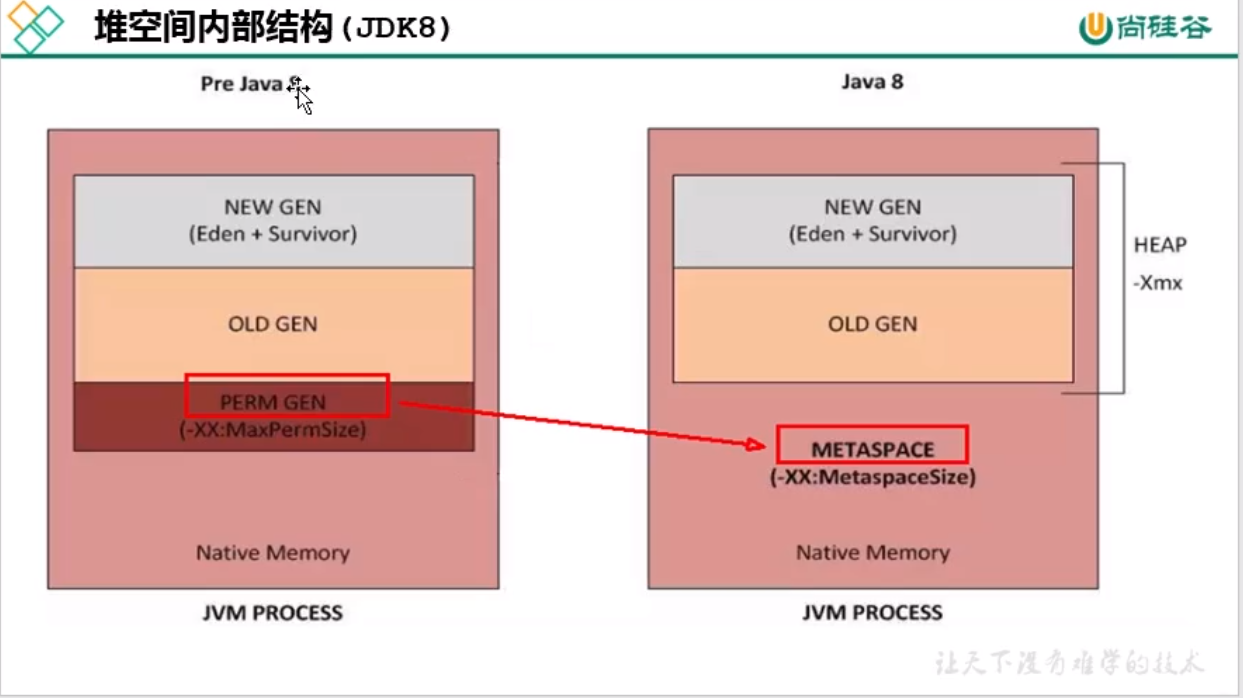 堆空间内部结构(JDK8)
尚硅谷
Pre Java
Java 8
NEW GEN
(Eden + Survivor)
OLD GEN
PERM GEN
(-XX:MaxPermSize)
Native Memory
JVM PROCESS
NEW GEN
(Eden + Survivor)
OLD GEN
HEAP
-Xmx
METASPACE
(-XX:MetaspaceSize)
Native Memory
JVM PROCESS
让天下没有难学的技术